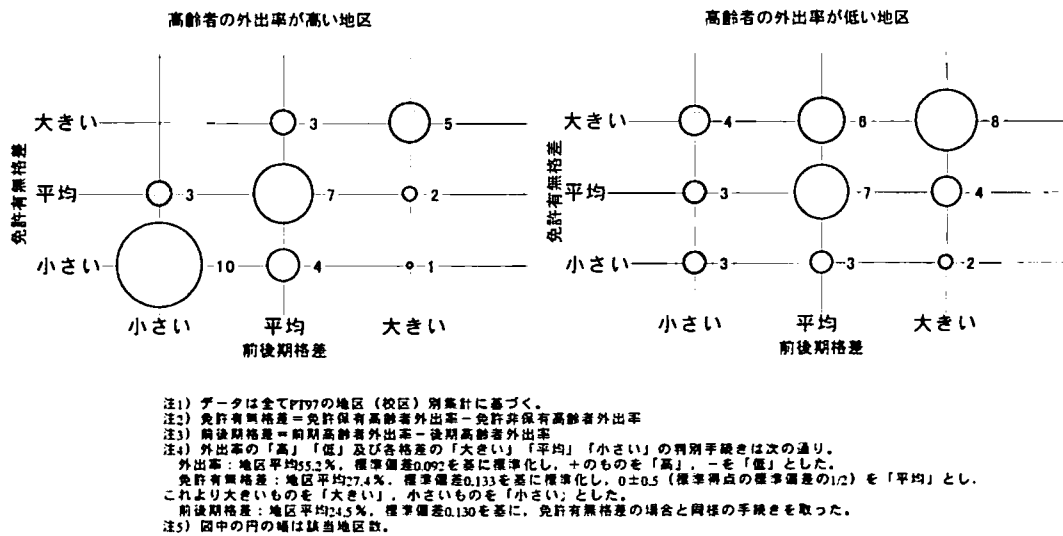 高齢者の外出率が高い地区
免許有無格差
大きい 3 5
平均 3 7 2
小さい 10 4 1
小さい 平均 大きい
前後期格差
高齢者の外出率が低い地区
免許有無格差
大きい 4 6 8
平均 3 7 4
小さい 3 3 2
小さい 平均 大きい
前後期格差
注1) データは全てPT97の地区（校区）別集計に基づく。
注2) 免許有無格差＝免許保有高齢者外出率－免許非保有高齢者外出率
注3) 前後期格差＝前期高齢者外出率－後期高齢者外出率
注4) 外出率の「高」「低」及び各格差の「大きい」「平均」「小さい」の判別手続きは次の通り。
外出率：地区平均55.2%，標準偏差0.092を基に標準化し，＋のものを「高」，－を「低」とした。
免許有無格差：地区平均27.4%，標準偏差0.133を基に標準化し，0±0.5（標準得点の標準偏差の1/2）を「平均」とし，
これより大きいものを「大きい」，小さいものを「小さい」とした。
前後期格差：地区平均24.5%，標準偏差0.130を基に，免許有無格差の場合と同様の手続きを取った。
注5) 図中の円の幅は該当地区数。